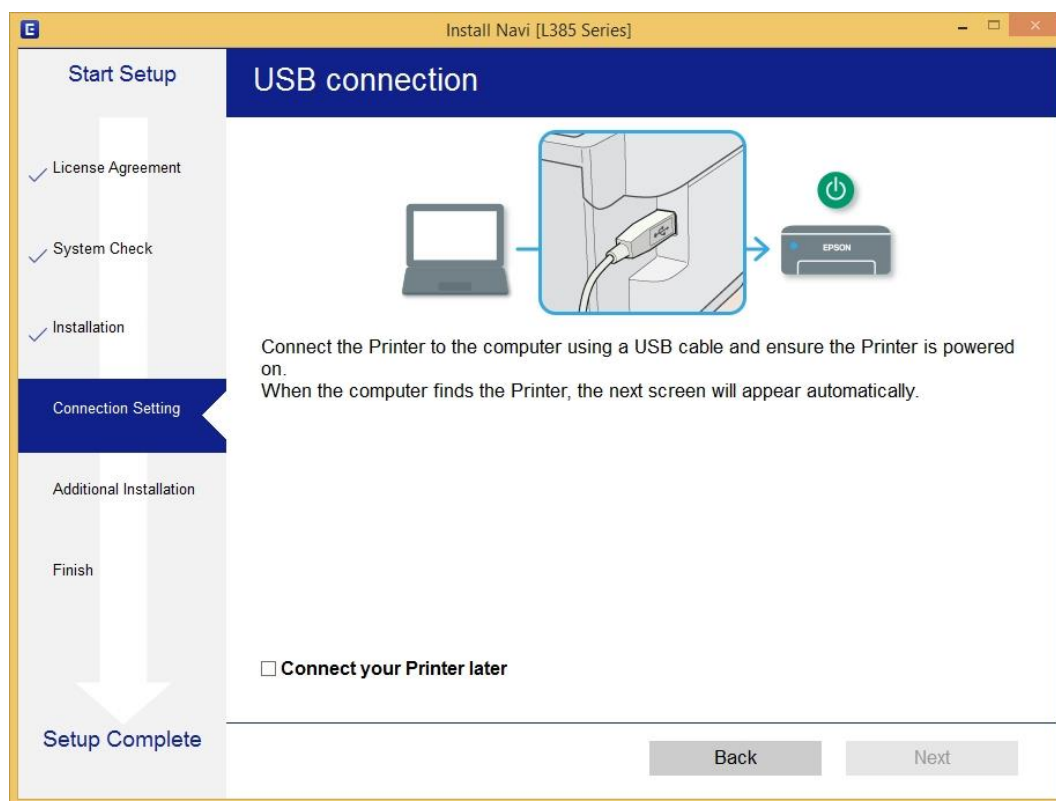 Install Navi [L385 Series]
Start Setup
USB connection
License Agreement
System Check
Installation
Connection Setting
Additional Installation
Finish
Setup Complete
EPSON
Connect the Printer to the computer using a USB cable and ensure the Printer is powered
on.
When the computer finds the Printer, the next screen will appear automatically.
Connect your Printer later
Back
Next